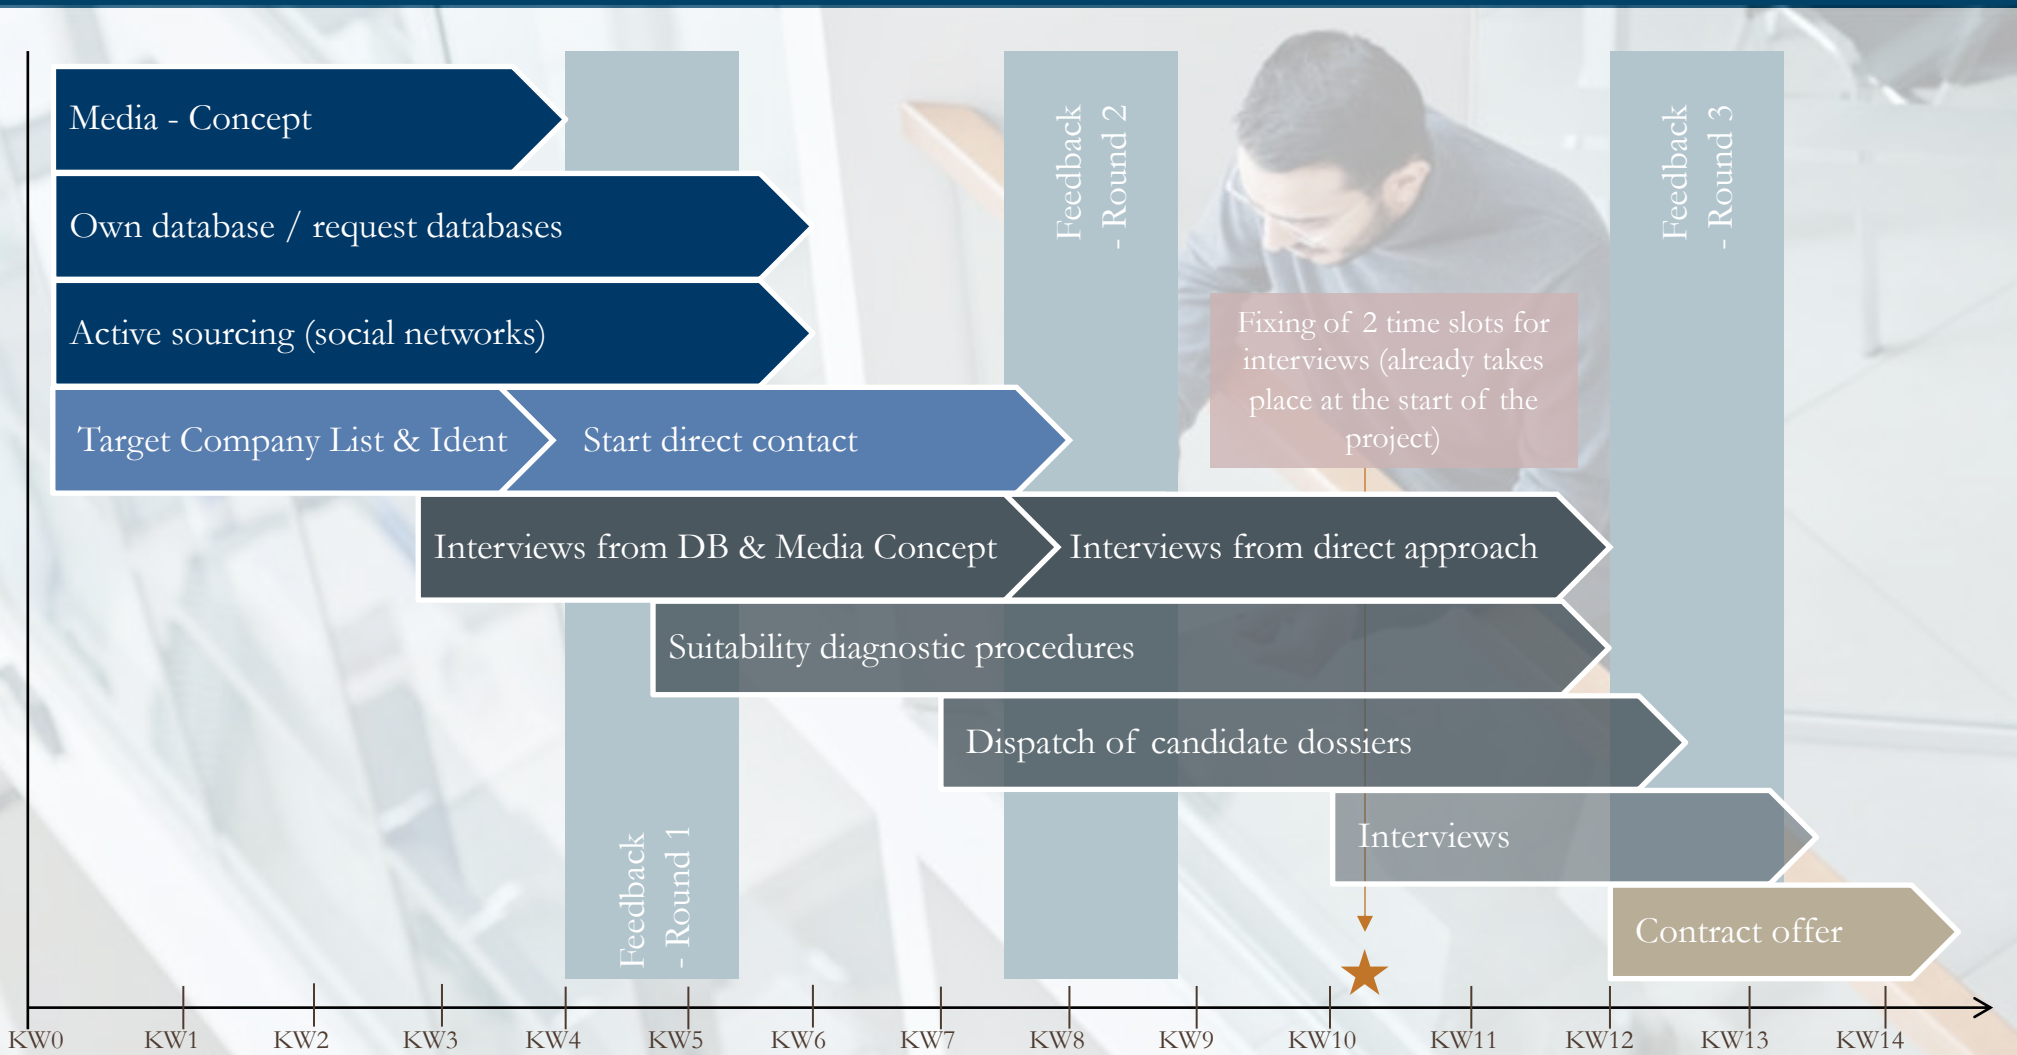 Media - Concept
Own database / request databases
Active sourcing (social networks)
Target Company List & Ident
Start direct contact
Interviews from DB & Media Concept
Interviews from direct approach
Suitability diagnostic procedures
Dispatch of candidate dossiers
Interviews
Contract offer
Feedback
- Round 1
Feedback
- Round 2
Feedback
- Round 3
Fixing of 2 time slots for
interviews (already takes
place at the start of the
project)
KW0 KW1 KW2 KW3 KW4 KW5 KW6 KW7 KW8 KW9 KW10 KW11 KW12 KW13 KW14